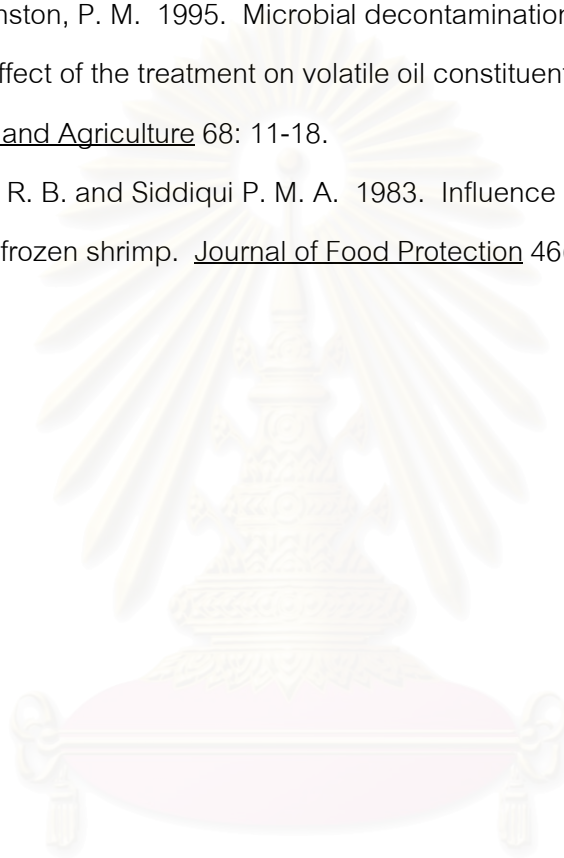 nston, P. M. 1995. Microbial decontamination
ffect of the treatment on volatile oil constituent
and Agriculture 68: 11-18.
R. B. and Siddiqui P. M. A. 1983. Influence
frozen shrimp. Journal of Food Protection 46